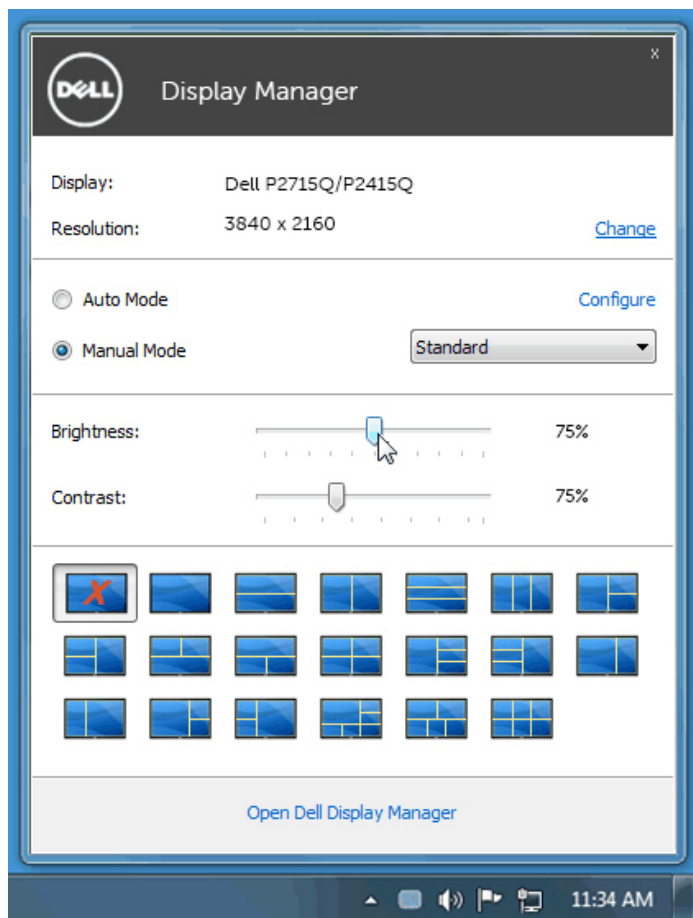 x
DELL
Display Manager
Display: Dell P2715Q/P2415Q
Resolution: 3840 x 2160 Change
Auto Mode Configure
Manual Mode Standard
Brightness: 75%
Contrast: 75%
Open Dell Display Manager
11:34 AM